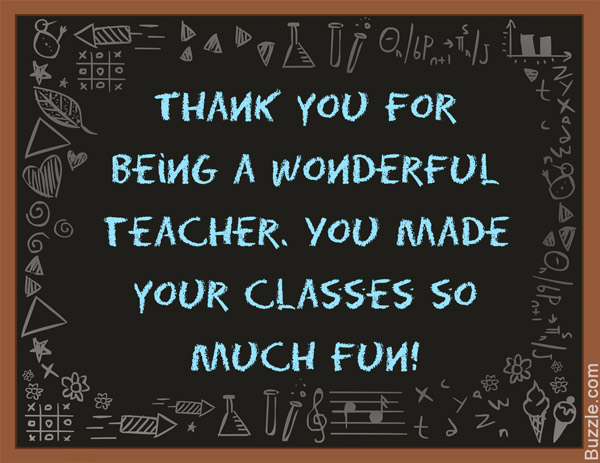 THANK YOU FOR
BEING A WONDERFUL
TEACHER. YOU MADE
YOUR CLASSES SO
MUCH FUN!
Buzzle.com